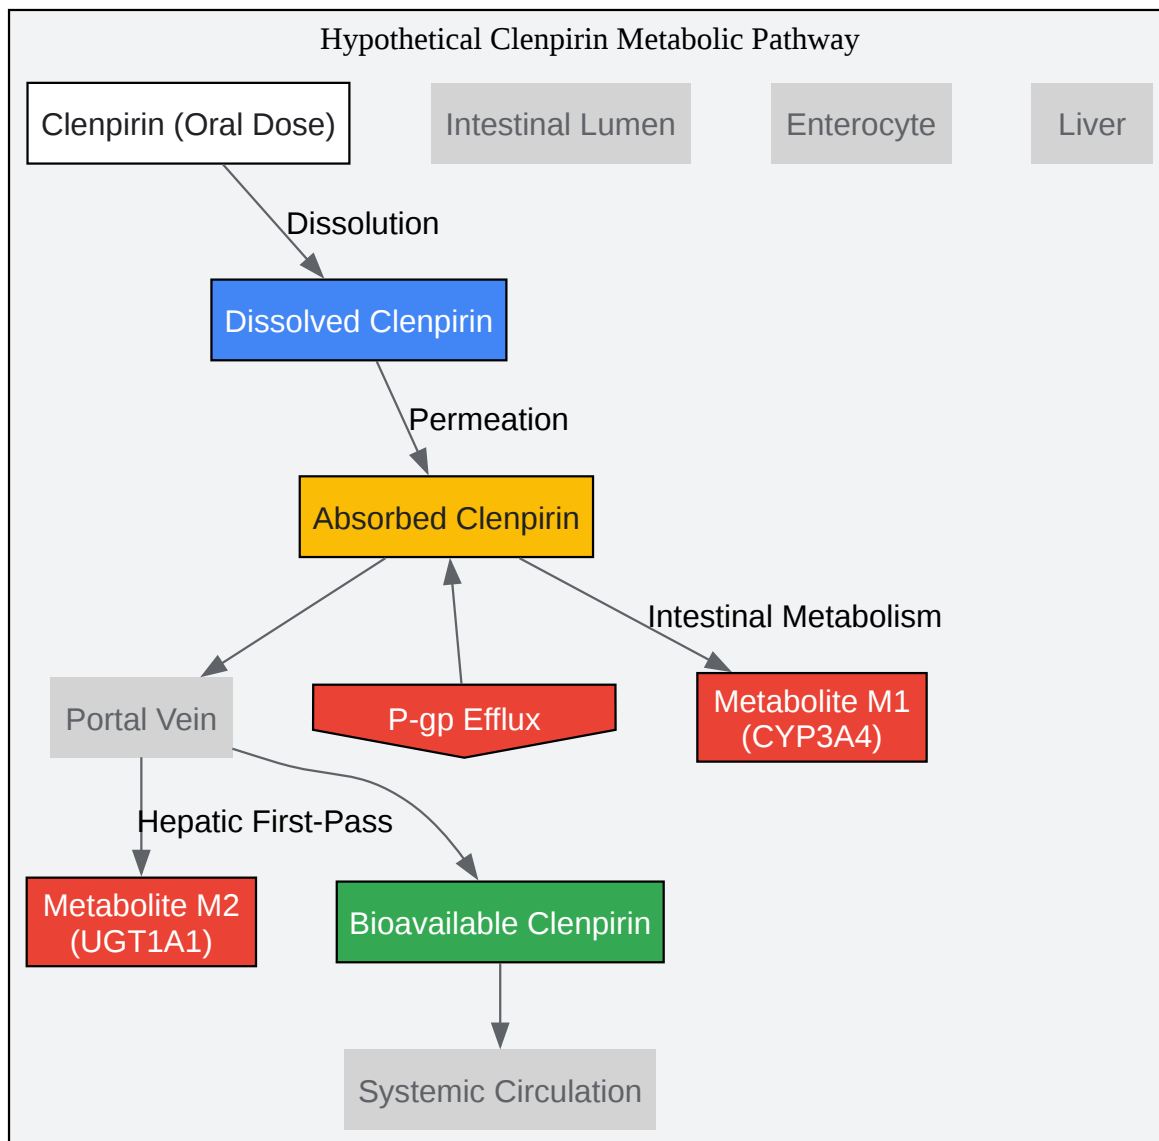 Hypothetical Clenpirin Metabolic Pathway
Clenpirin (Oral Dose)
Intestinal Lumen
Enterocyte
Liver
Dissolution
Dissolved Clenpirin
Permeation
Absorbed Clenpirin
Intestinal Metabolism
Portal Vein
P-gp Efflux
Metabolite M1
(CYP3A4)
Hepatic First-Pass
Metabolite M2
(UGT1A1)
Bioavailable Clenpirin
Systemic Circulation